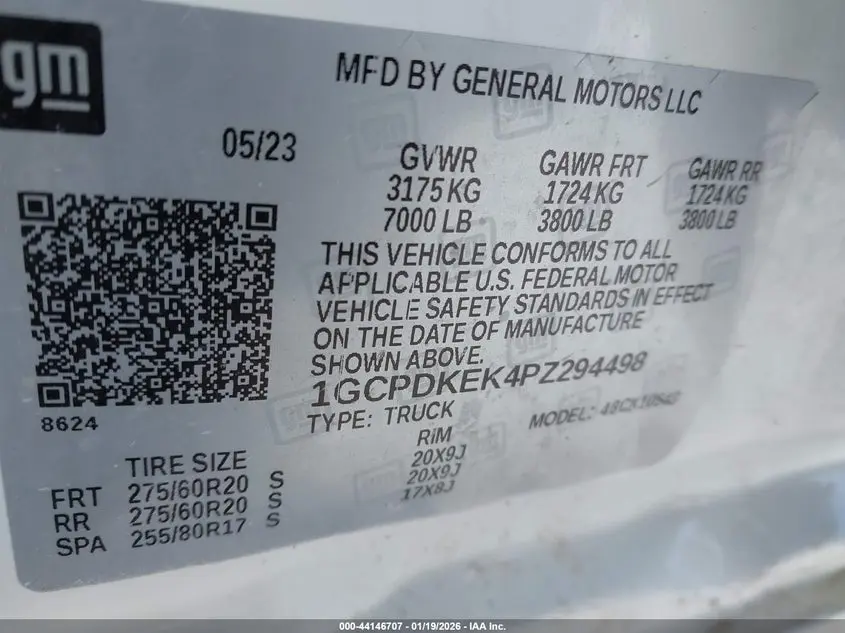 gm
MFD BY GENERAL MOTORS LLC
05/23
GVWR GAWR FRT GAWR RR
3175 KG 1724 KG 1724 KG
7000 LB 3800 LB 3800 LB
THIS VEHICLE CONFORMS TO ALL
APPLICABLE U.S. FEDERAL MOTOR
VEHICLE SAFETY STANDARDS IN EFFECT
ON THE DATE OF MANUFACTURE
SHOWN ABOVE.
1GCPDKEK4PZ294498
TYPE: TRUCK MODEL:
8624
TIRE SIZE RIM
FRT 275/60R20 S 20X9J
RR 275/60R20 S 20X9J
SPA 255/80R17 S 17X8J
000-44146707 - 01/19/2026 - IAA Inc.